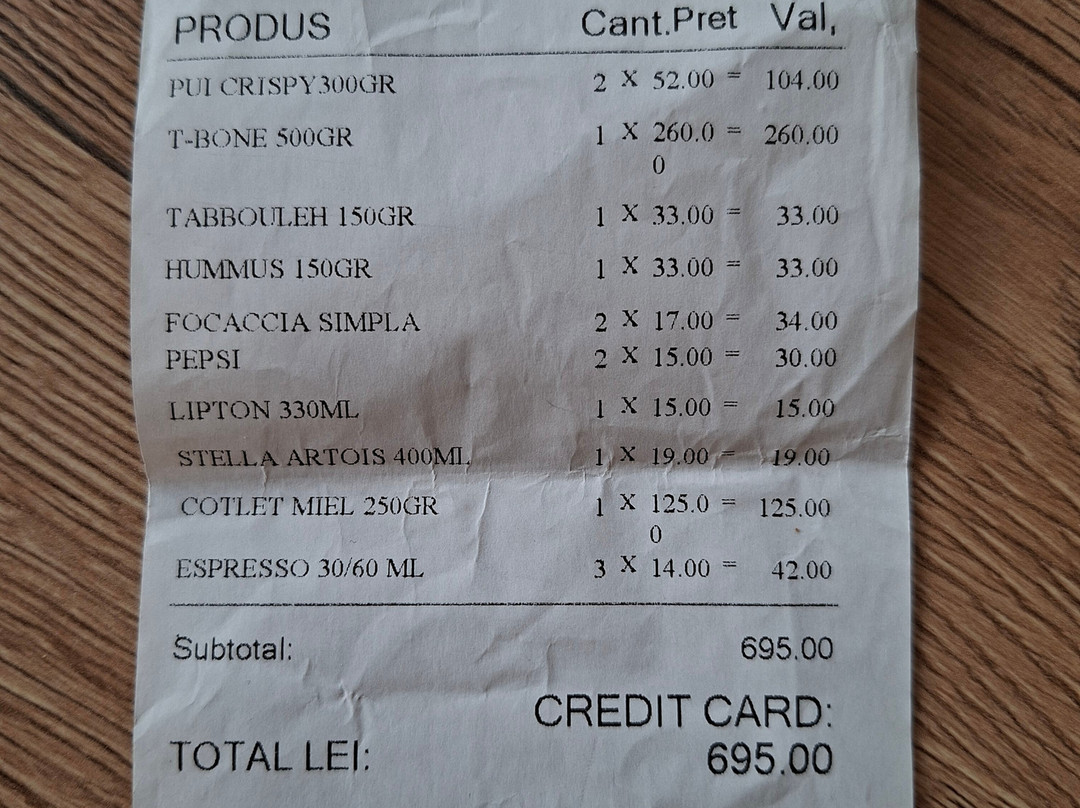 PRODUS Cant.Pret Val,
PUI CRISPY300GR 2 X 52.00 = 104.00
T-BONE 500GR 1 X 260.0 = 260.00
0
TABBOULEH 150GR 1 X 33.00 = 33.00
HUMMUS 150GR 1 X 33.00 = 33.00
FOCACCIA SIMPLA 2 X 17.00 = 34.00
PEPSI 2 X 15.00 = 30.00
LIPTON 330ML 1 X 15.00 = 15.00
STELLA ARTOIS 400ML 1 X 19.00 = 19.00
COTLET MIEL 250GR 1 X 125.0 = 125.00
0
ESPRESSO 30/60 ML 3 X 14.00 = 42.00
Subtotal: 695.00
CREDIT CARD:
TOTAL LEI: 695.00